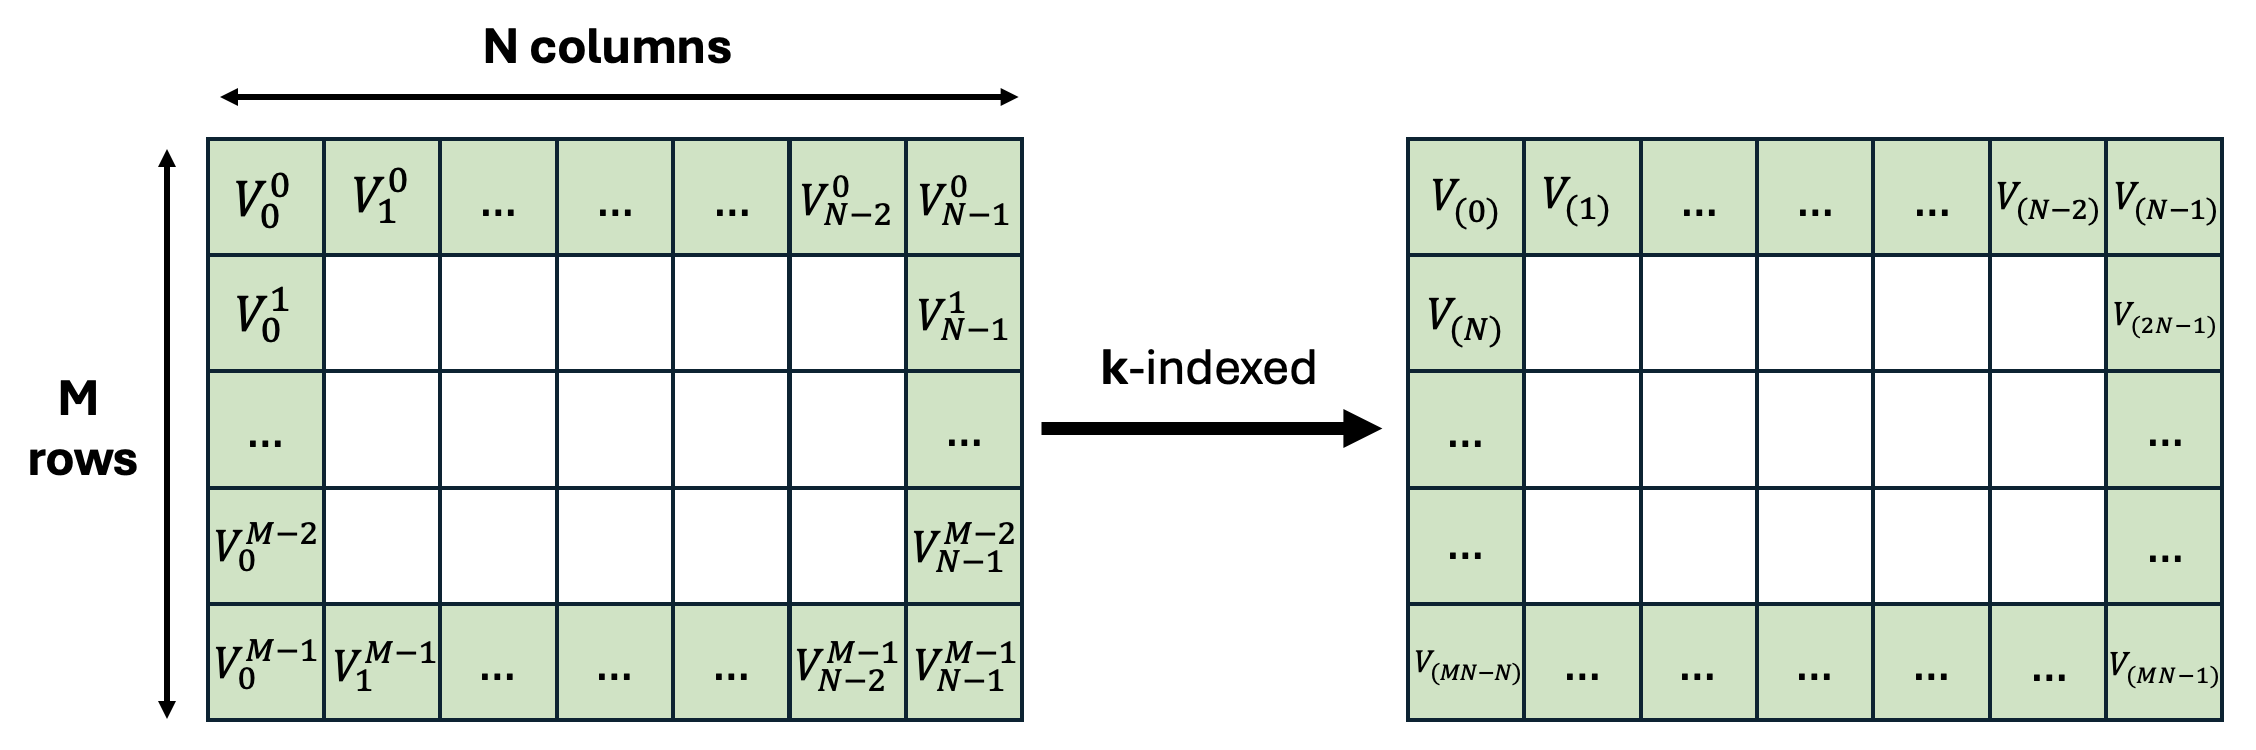 N columns
M
rows
V_0^0 V_1^0 ... ... ... V_{N−2}^0 V_{N−1}^0
V_0^1 V_{N−1}^1
... ...
V_0^{M−2} V_{N−1}^{M−2}
V_0^{M−1} V_1^{M−1} ... ... ... V_{N−2}^{M−1} V_{N−1}^{M−1}
k-indexed
V_(0) V_(1) ... ... ... V_(N−2) V_(N−1)
V_(N) V_(2N−1)
... ...
... ...
V_(MN−N) ... ... ... ... ... V_(MN−1)